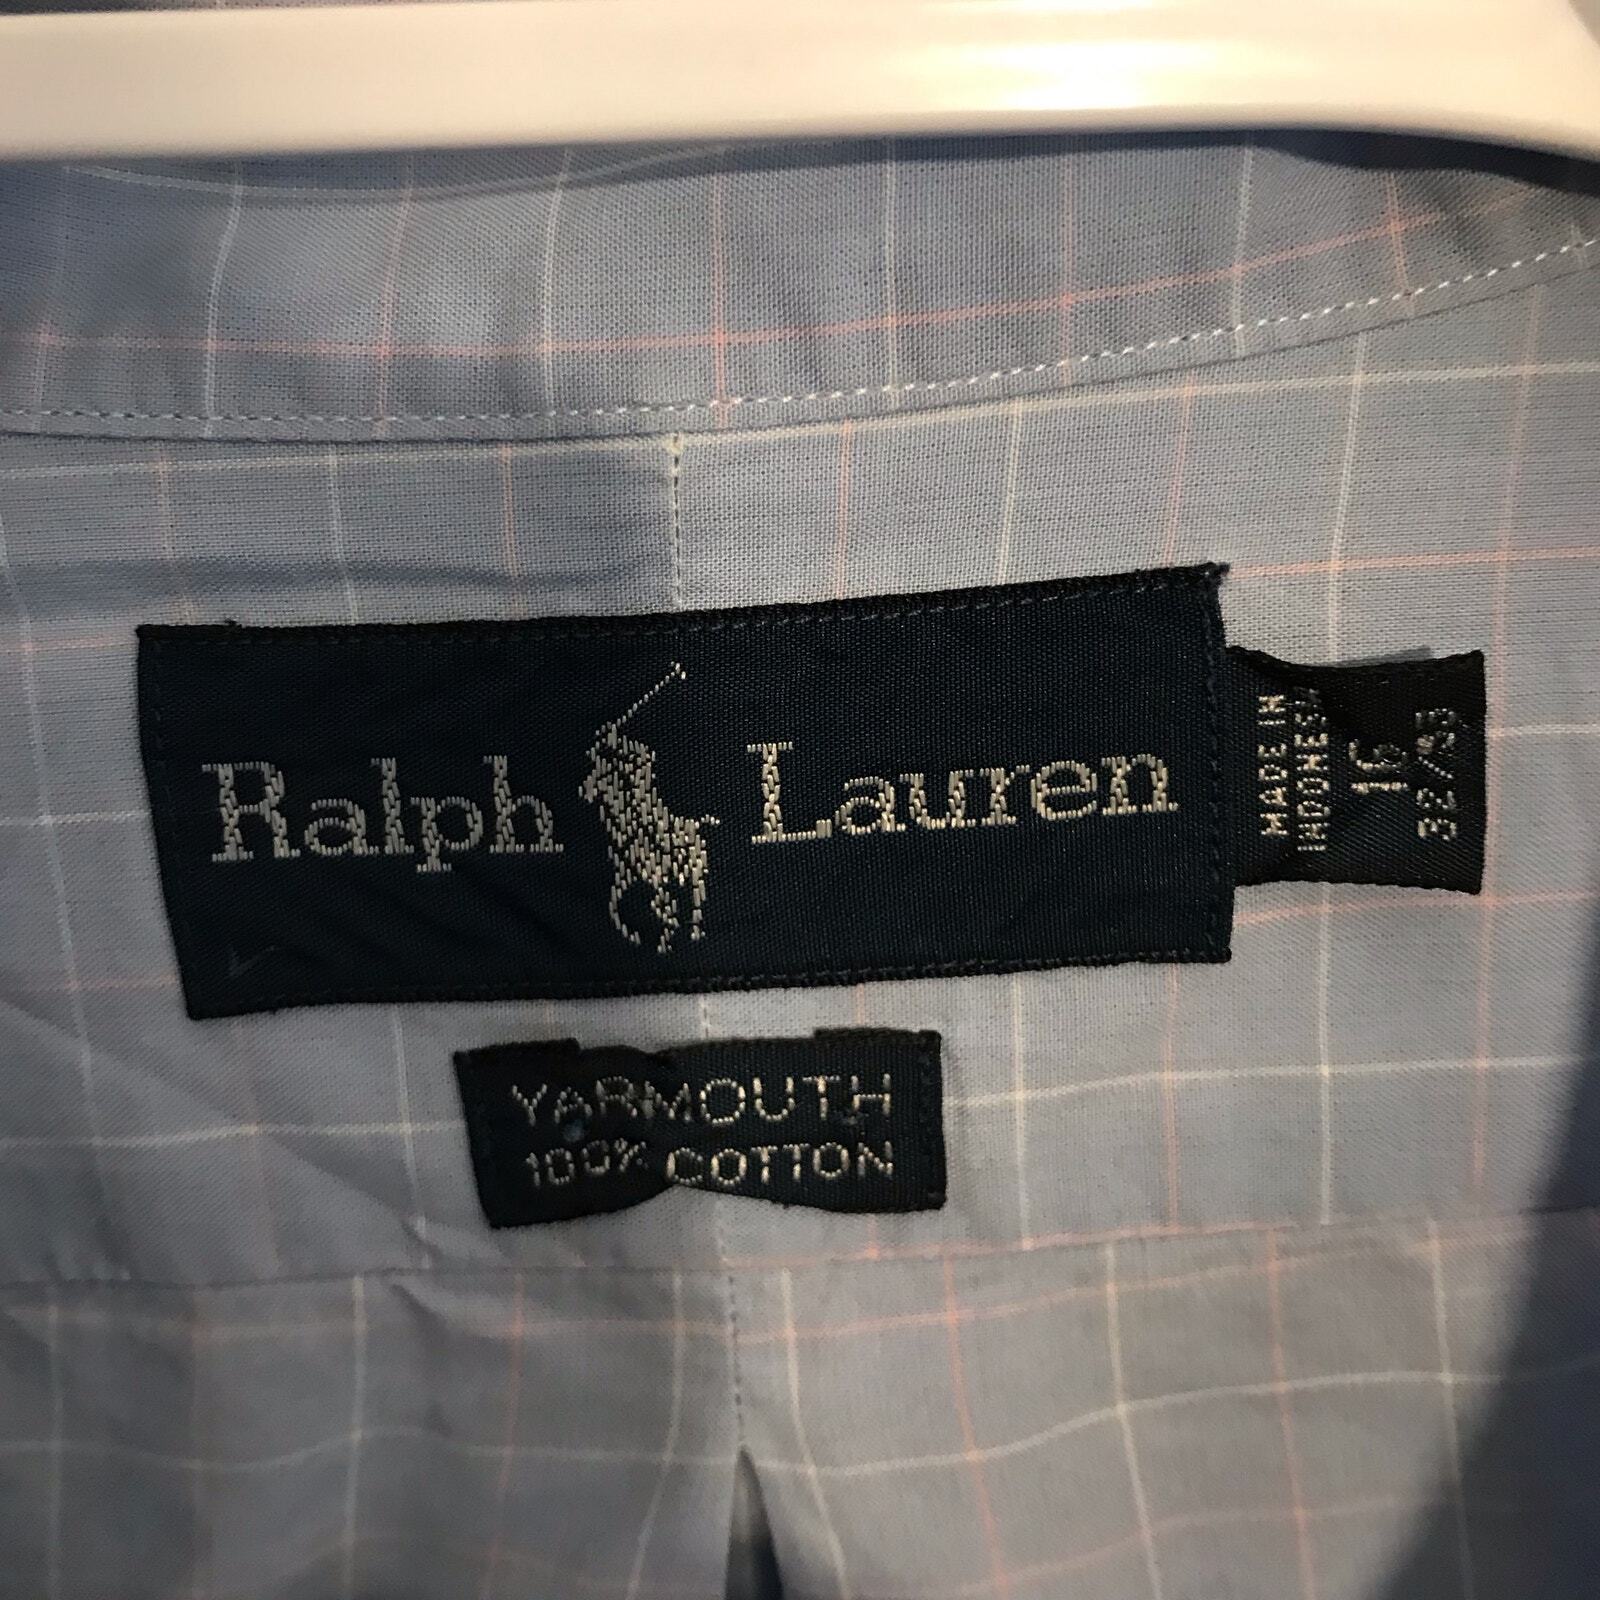 Ralph Lauren
MADE IN
INDONESIA
16
32/33
YARMOUTH
100% COTTON